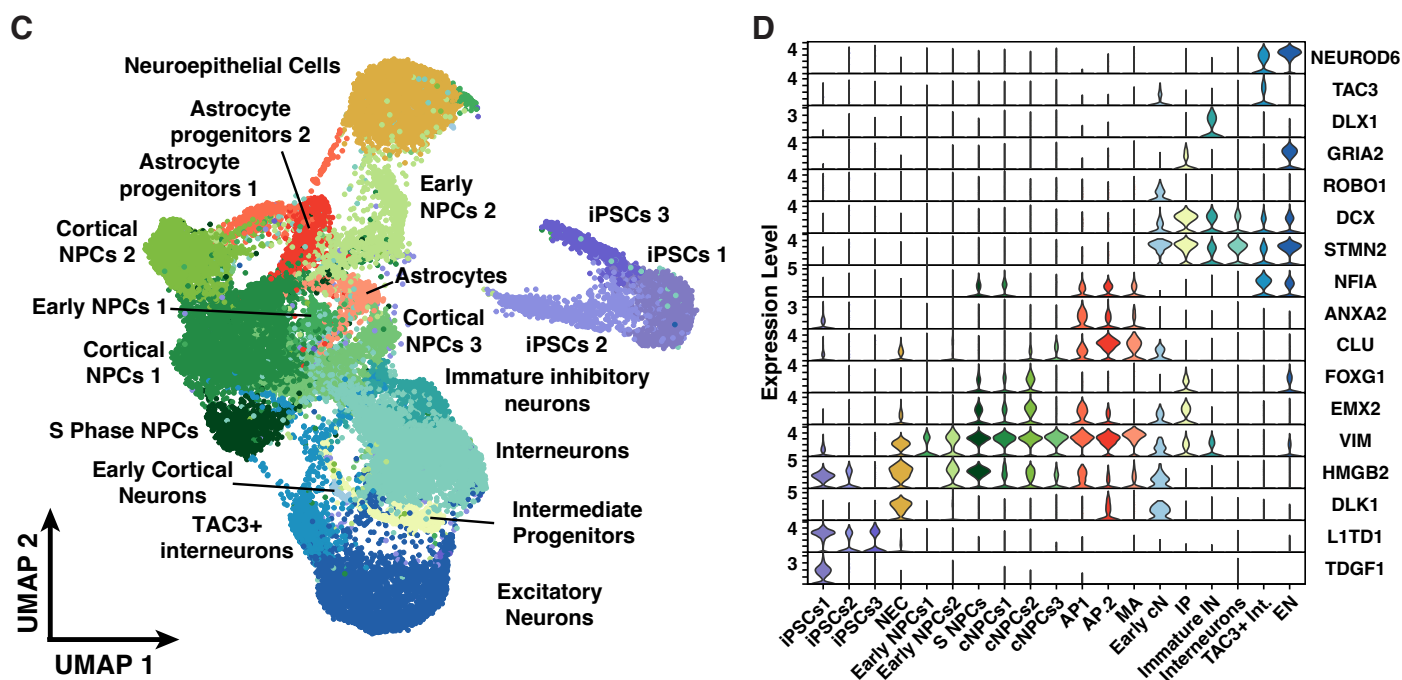 C
Neuroepithelial Cells
Astrocyte
progenitors 2
Astrocyte
progenitors 1
Cortical
NPCs 2
Early NPCs 1
Cortical
NPCs 1
S Phase NPCs
Early Cortical
Neurons
TAC3+
interneurons
Early
NPCs 2
Astrocytes
Cortical
NPCs 3
iPSCs 3
iPSCs 1
iPSCs 2
Immature inhibitory
neurons
Interneurons
Intermediate
Progenitors
Excitatory
Neurons
UMAP 2
UMAP 1
D
Expression Level
4 NEUROD6
4 TAC3
3 DLX1
4 GRIA2
4 ROBO1
4 DCX
4 STMN2
5 NFIA
3 ANXA2
4 CLU
4 FOXG1
4 EMX2
4 VIM
5 HMGB2
5 DLK1
4 L1TD1
3 TDGF1
iPSCs1
iPSCs2
iPSCs3
NEC
Early NPCs1
Early NPCs2
S NPCs
cNPCs1
cNPCs2
cNPCs3
AP1
AP.2
MA
Early cN
IP
Immature IN
Interneurons
TAC3+ Int.
EN